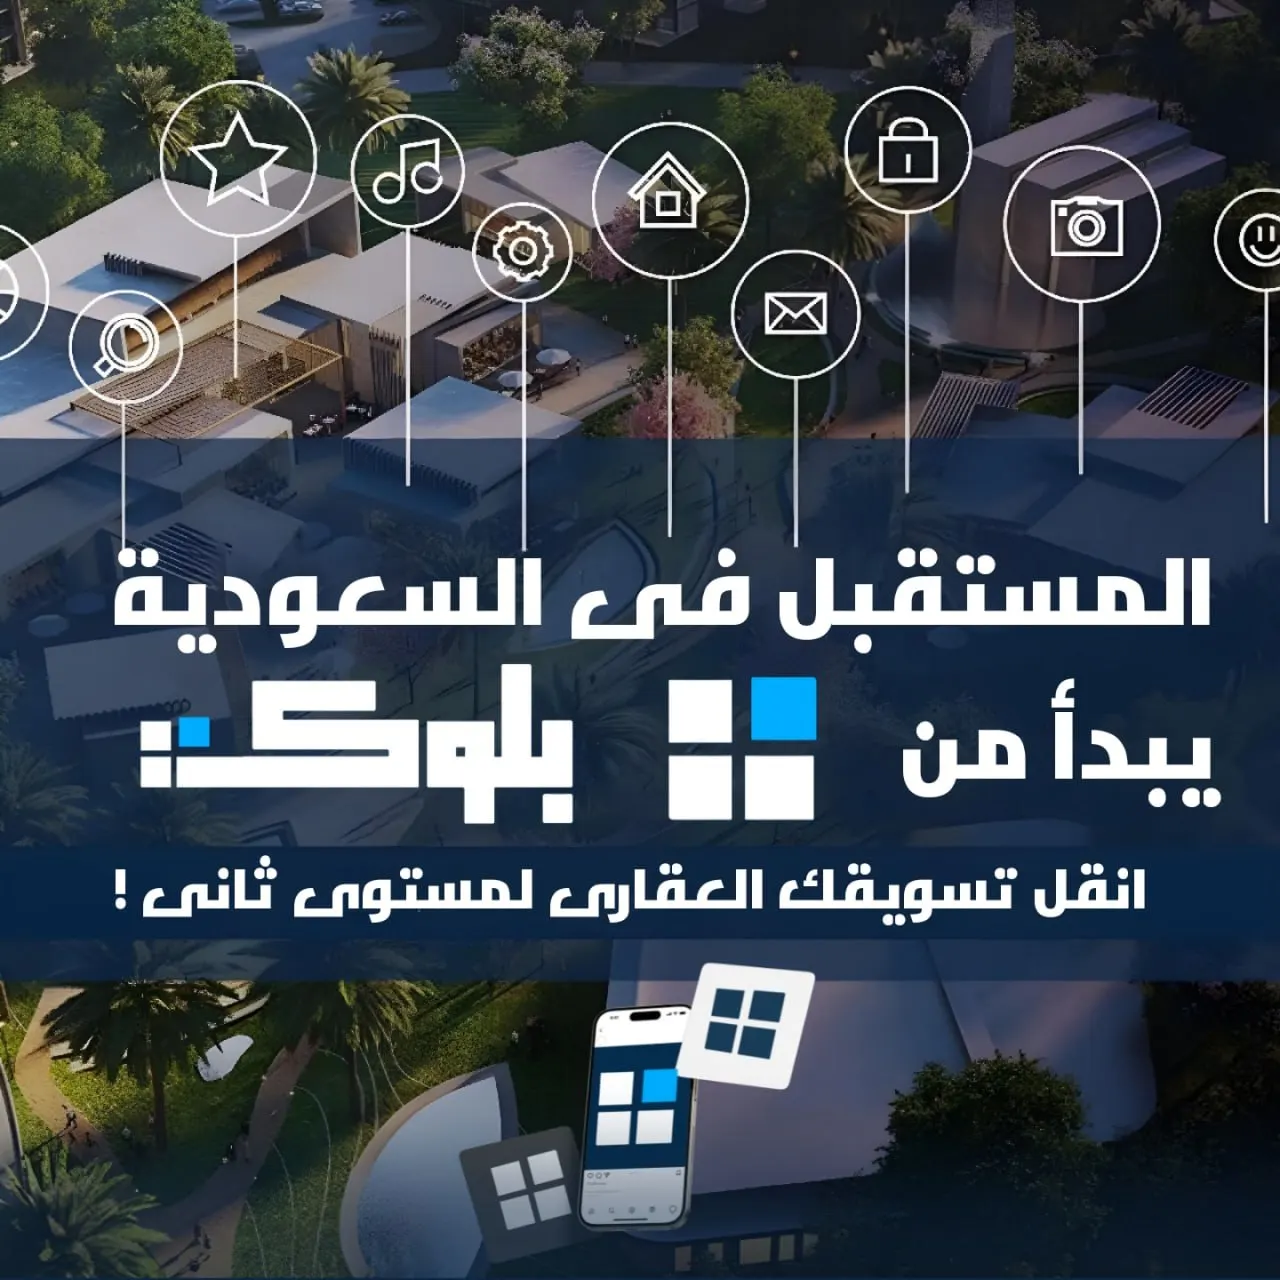 المستقبل فى السعودية
يبدأ من بلوك
انقل تسويقك العقارى لمستوى ثانى !